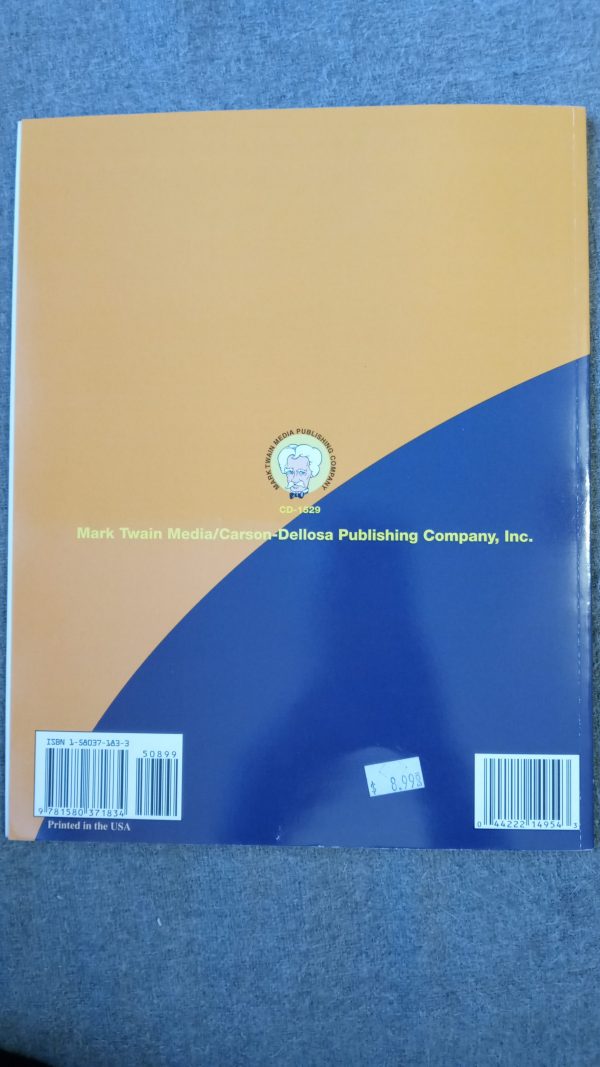 MARK TWAIN MEDIA PUBLISHING COMPANY
CD-1529
Mark Twain Media/Carson-Dellosa Publishing Company, Inc.
ISBN 1-58037-183-3
50899
9 781580 371834
Printed in the USA
$ 8.99
0 44222 14954 3